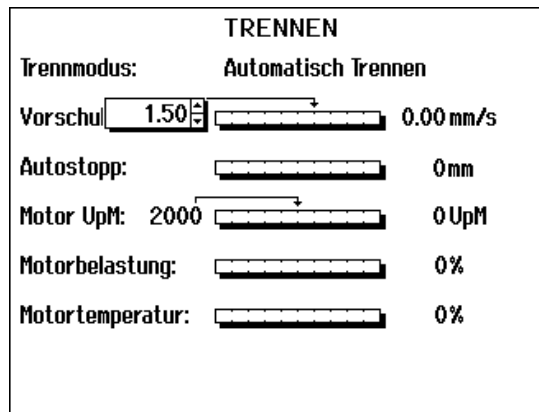 TRENNEN
Trennmodus: Automatisch Trennen
Vorschul 1.50 0.00 mm/s
Autostopp: 0 mm
Motor UpM: 2000 0 UpM
Motorbelastung: 0 %
Motortemperatur: 0 %